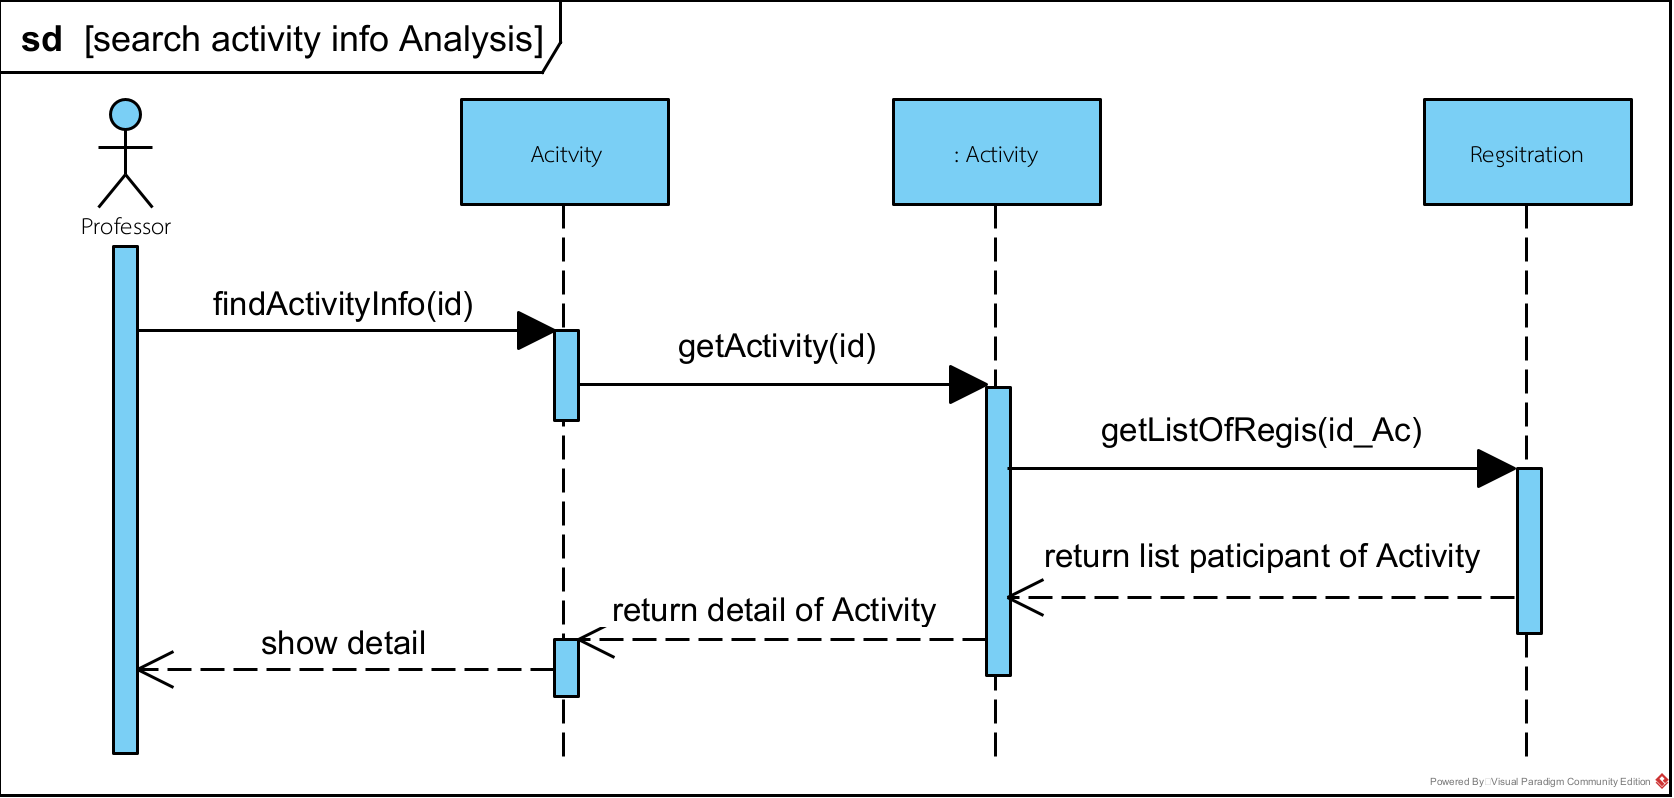 sd [search activity info Analysis]
Professor
Acitvity
: Activity
Regsitration
findActivityInfo(id)
getActivity(id)
getListOfRegis(id_Ac)
return list paticipant of Activity
return detail of Activity
show detail
Powered By Visual Paradigm Community Edition